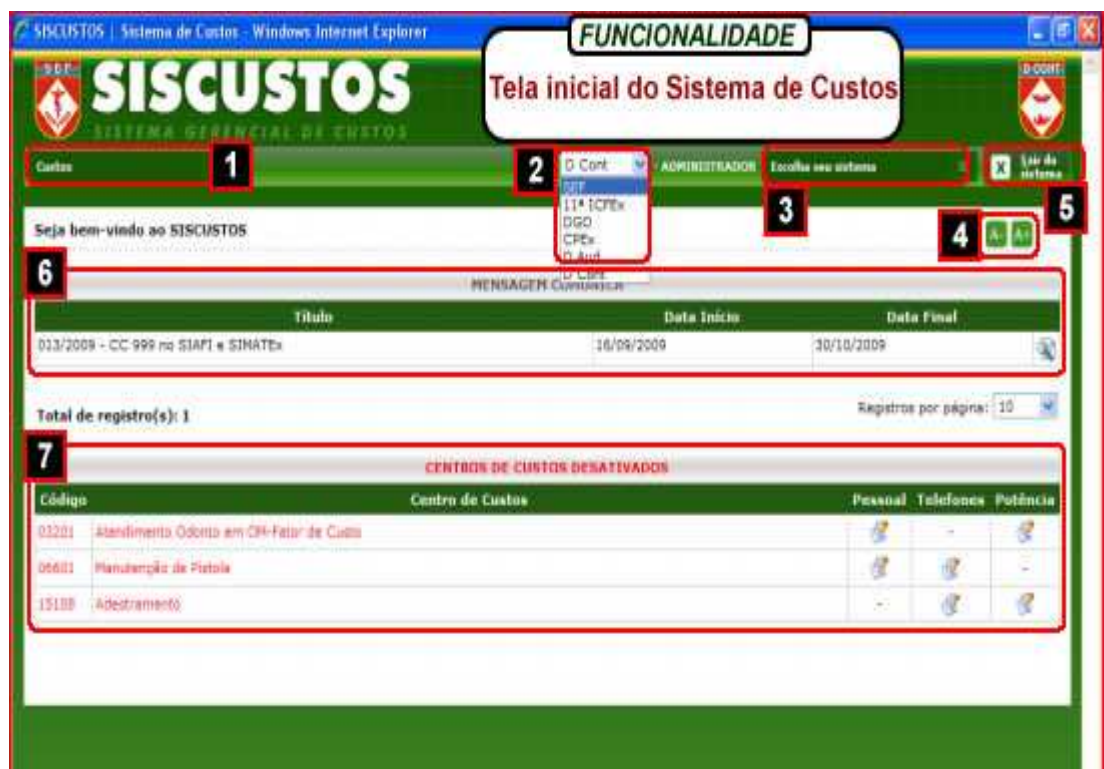 SISCUSTOS | Sistema de Custos - Windows Internet Explorer
FUNCIONALIDADE
Tela inicial do Sistema de Custos
SEF
SISCUSTOS
SISTEMA GERENCIAL DE CUSTOS
D CONT
Custos
1
2
D Cont
ADMINISTRADOR
Escolha seu sistema
X
Sair do sistema
SEF
11ª ICFEx
DGO
CPEx
D Aud
D Cont
3
4
A- A+
5
Seja bem-vindo ao SISCUSTOS
6
MENSAGEM
Título Data Início Data Final
013/2009 - CC 999 no SIAFI e SIMATEx 16/09/2009 30/10/2009
Total de registro(s): 1
Registros por página: 10
7
CENTROS DE CUSTOS DESATIVADOS
Código Centro de Custos Pessoal Telefones Potência
03201 Atendimento Odonto em OM-Fator de Custo -
06601 Manutenção de Pistola -
Adestramento -